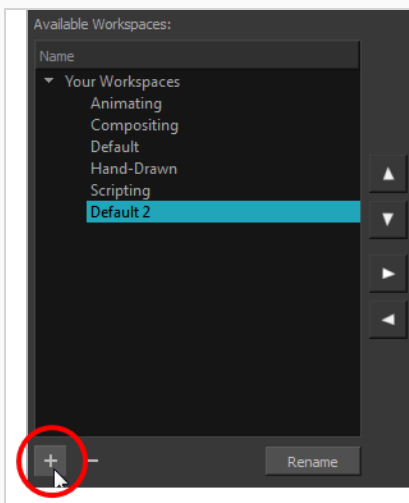 Available Workspaces:
Name
Your Workspaces
Animating
Compositing
Default
Hand-Drawn
Scripting
Default 2
Rename